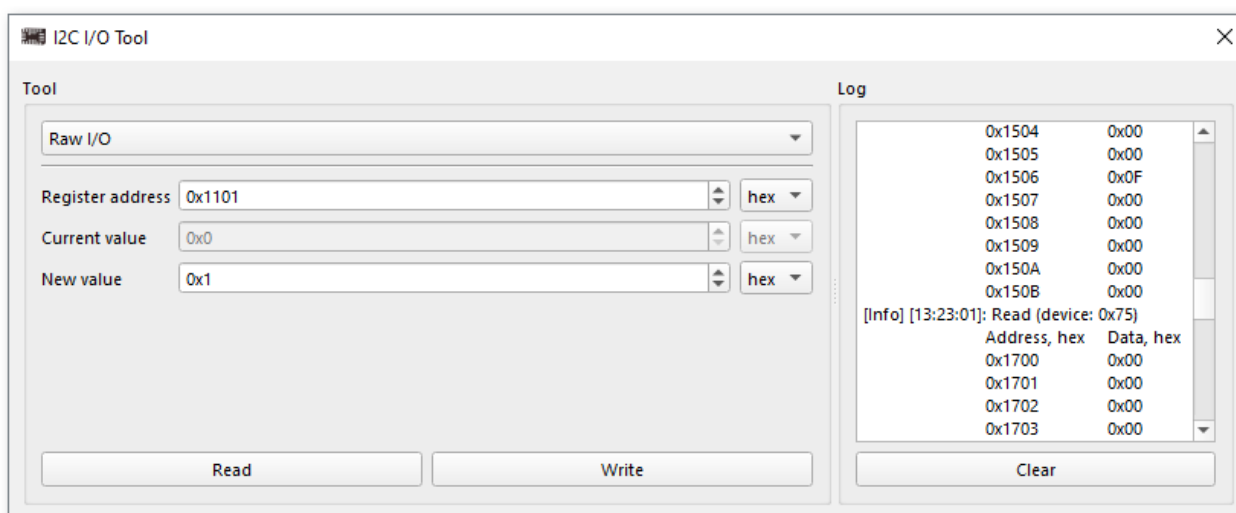 I2C I/O Tool
Tool
Raw I/O
Register address 0x1101 hex
Current value 0x0 hex
New value 0x1 hex
Read Write
Log
0x1504 0x00
0x1505 0x00
0x1506 0x0F
0x1507 0x00
0x1508 0x00
0x1509 0x00
0x150A 0x00
0x150B 0x00
[Info] [13:23:01]: Read (device: 0x75)
Address, hex Data, hex
0x1700 0x00
0x1701 0x00
0x1702 0x00
0x1703 0x00
Clear